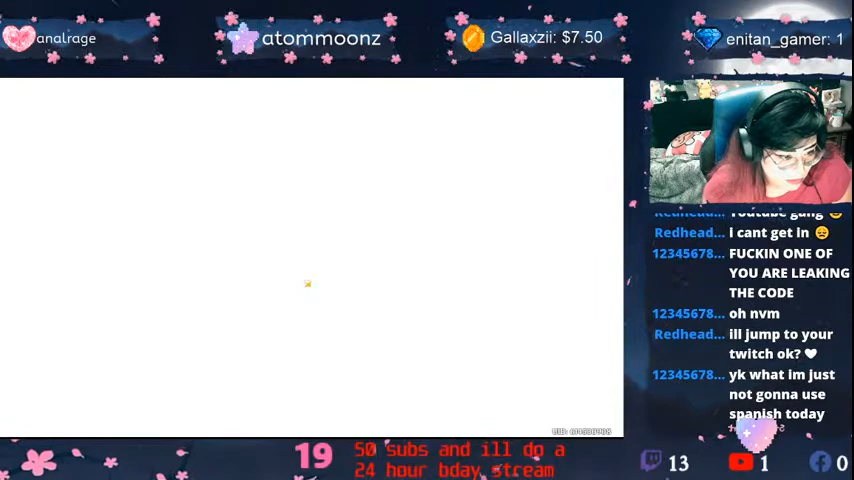 analrage
atommoonz
Gallaxzii: $7.50
enitan_gamer: 1
Redhead... Youtube gang
Redhead... i cant get in 😔
12345678... FUCKIN ONE OF
YOU ARE LEAKING
THE CODE
12345678... oh nvm
Redhead... ill jump to your
twitch ok? 🤍
12345678... yk what im just
not gonna use
spanish today
19
50 subs and ill do a
24 hour bday stream
13
1
0